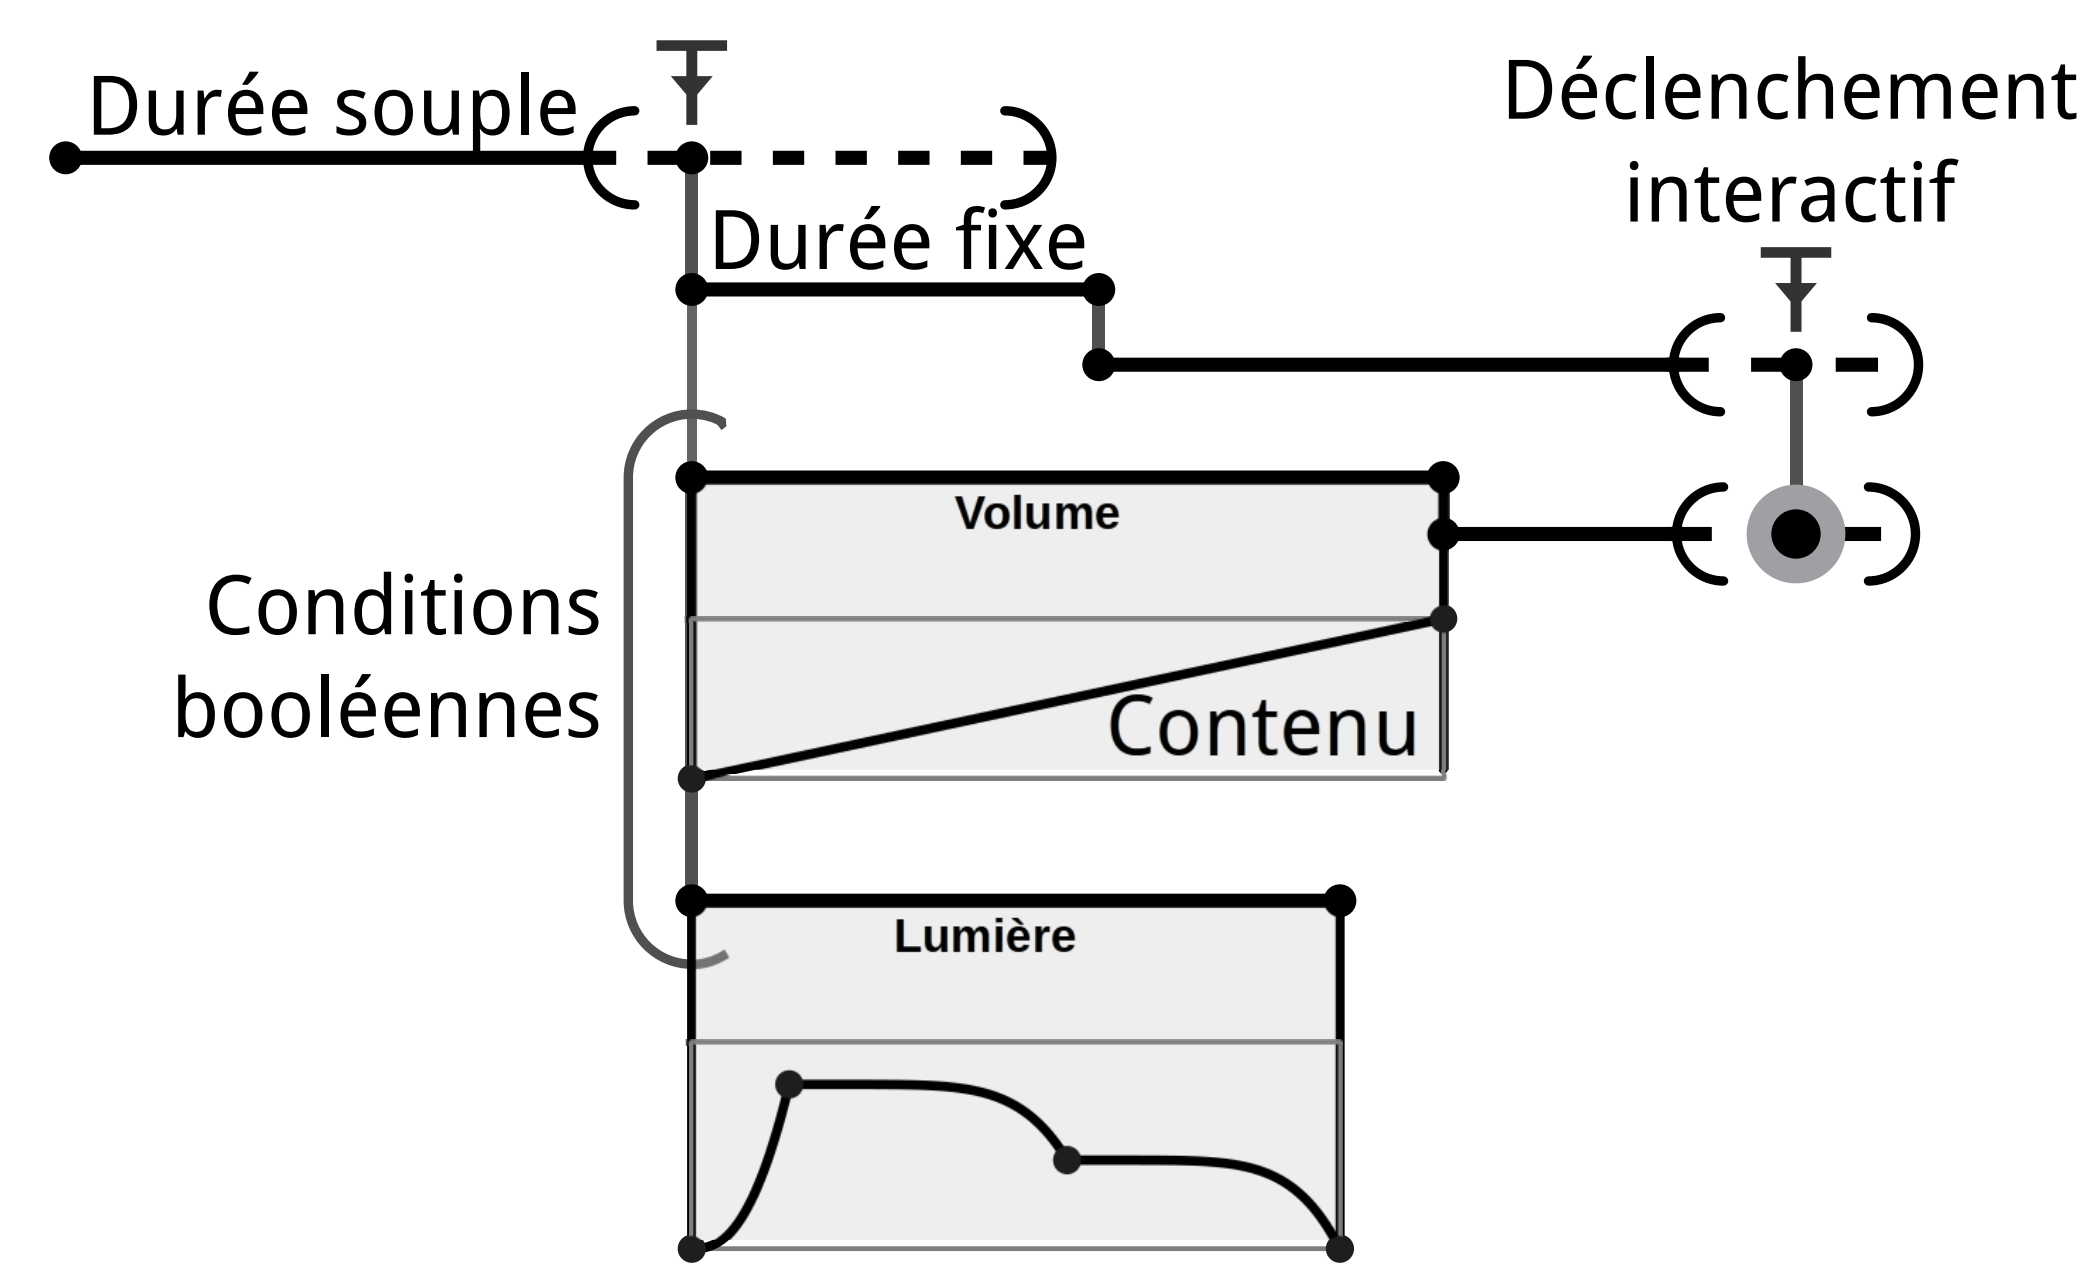 Durée souple
Déclenchement
interactif
Durée fixe
Volume
Conditions
booléennes
Contenu
Lumière